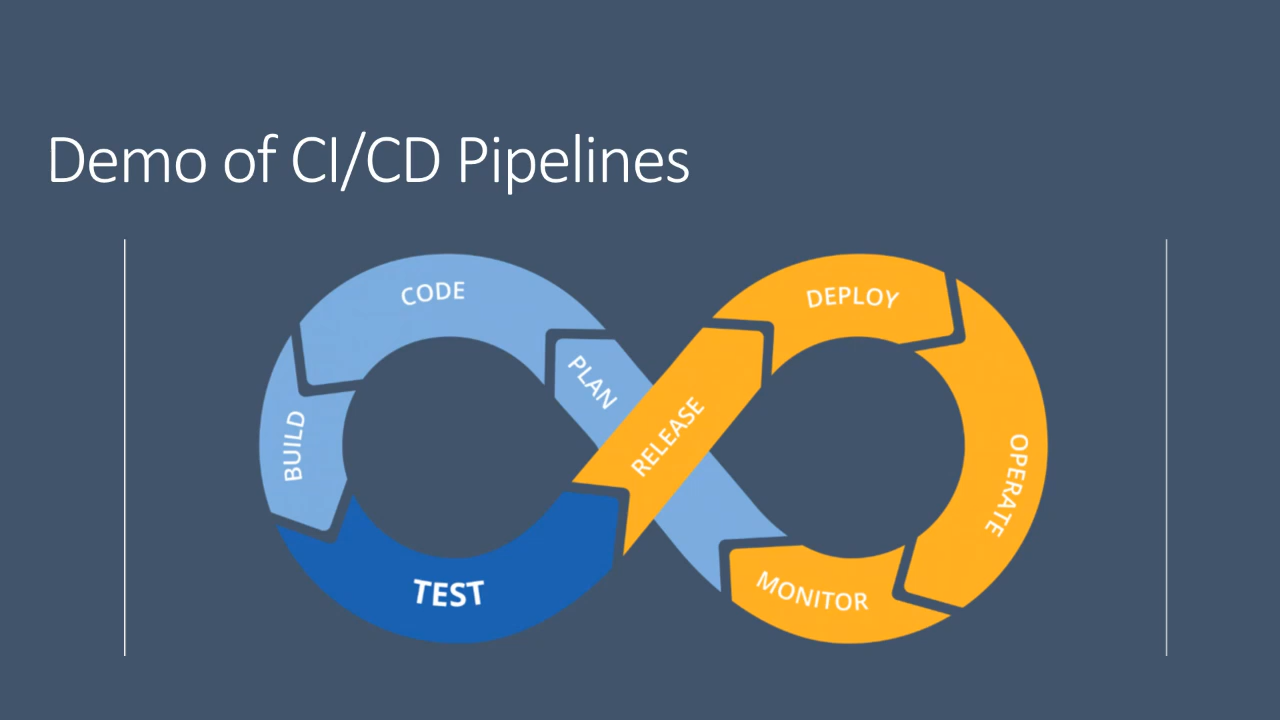 Demo of CI/CD Pipelines
CODE
DEPLOY
PLAN
RELEASE
BUILD
OPERATE
TEST
MONITOR